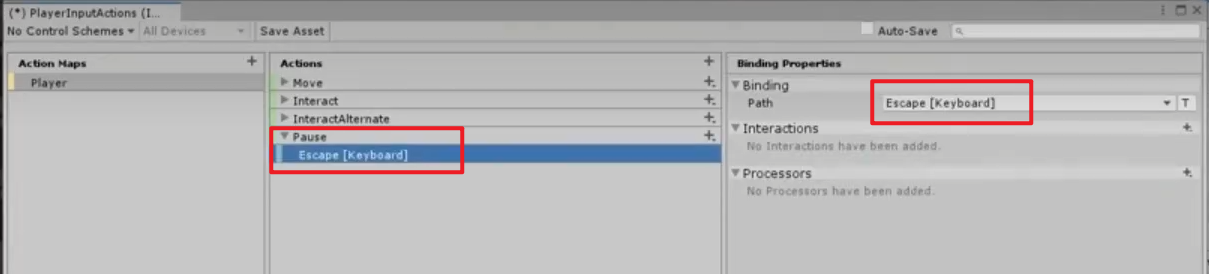 (*) PlayerInputActions (I...
No Control Schemes All Devices Save Asset Auto-Save
Action Maps
Player
Actions
Move
Interact
InteractAlternate
Pause
Escape [Keyboard]
Binding Properties
Binding
Path Escape [Keyboard] T
Interactions
No Interactions have been added.
Processors
No Processors have been added.